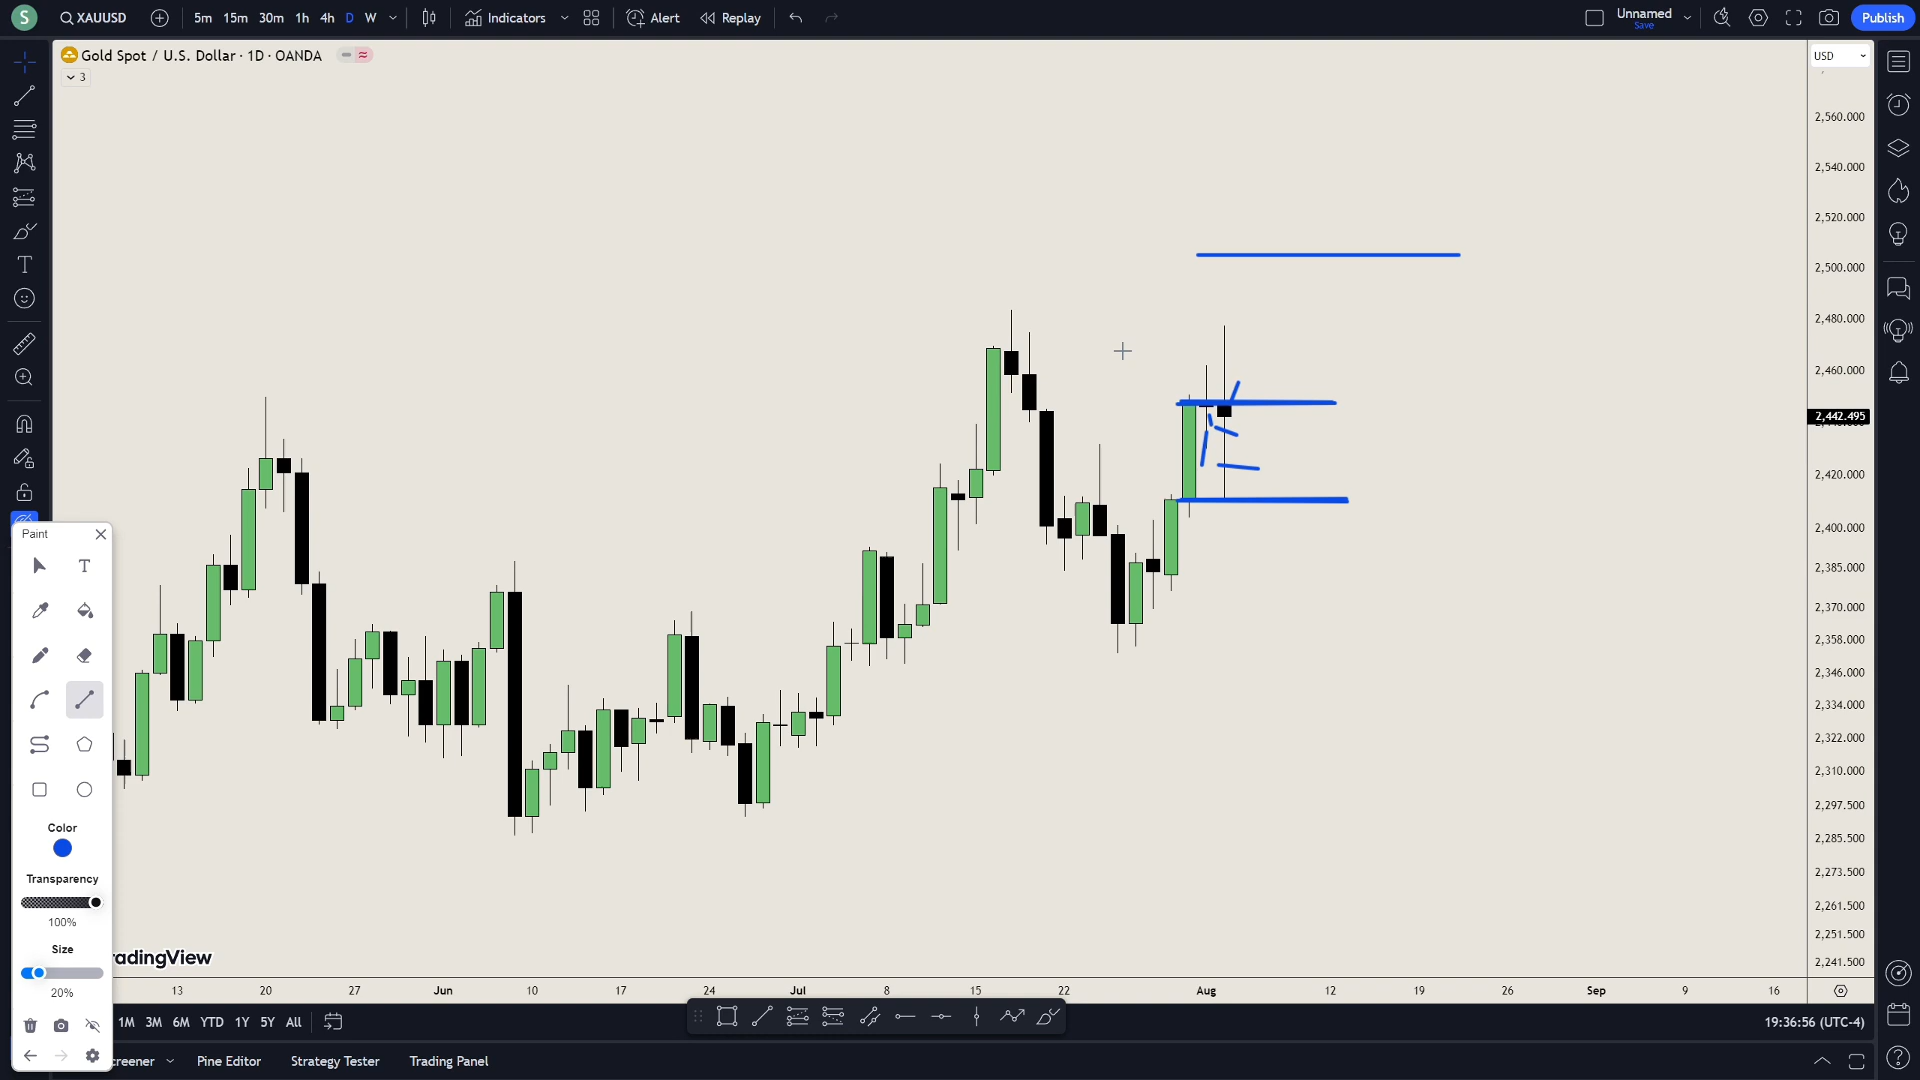 S
XAUUSD
5m 15m 30m 1h 4h D W
Indicators
Alert
Replay
Unnamed
Save
Publish
Gold Spot / U.S. Dollar · 1D · OANDA
3
USD
2,560.000
2,540.000
2,520.000
2,500.000
2,480.000
2,460.000
2,442.495
2,420.000
2,400.000
2,385.000
2,370.000
2,358.000
2,346.000
2,334.000
2,322.000
2,310.000
2,297.500
2,285.500
2,273.500
2,261.500
2,251.500
2,241.500
Paint
T
Color
Transparency
100%
Size
20%
radingView
13 20 27 Jun 10 17 24 Jul 8 15 22 Aug 12 19 26 Sep 9 16
1M 3M 6M YTD 1Y 5Y All
19:36:56 (UTC-4)
creener
Pine Editor
Strategy Tester
Trading Panel